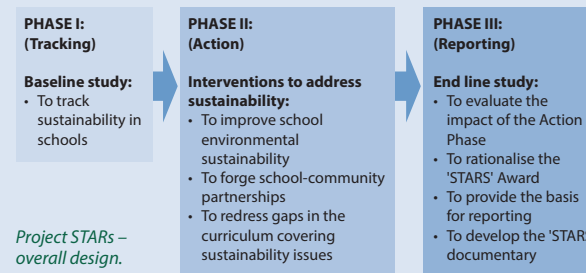 PHASE I:
(Tracking)
Baseline study:
• To track
sustainability in
schools
PHASE II:
(Action)
Interventions to address
sustainability:
• To improve school
environmental
sustainability
• To forge school-community
partnerships
• To redress gaps in the
curriculum covering
sustainability issues
PHASE III:
(Reporting)
End line study:
• To evaluate the
impact of the Action
Phase
• To rationalise the
'STARS' Award
• To provide the basis
for reporting
• To develop the 'STARS
documentary
Project STARs –
overall design.